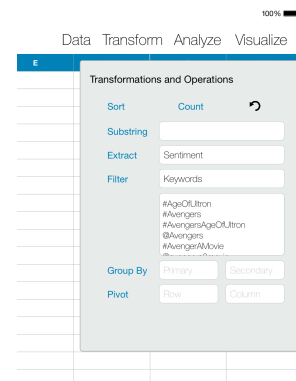 100%
Data Transform Analyze Visualize
E
Transformations and Operations
Sort Count
Substring
Extract Sentiment
Filter Keywords
#AgeOfUltron
#Avengers
#AvengersAgeOfUltron
@Avengers
#AvengerAMovie
Group By Primary Secondary
Pivot Row Column